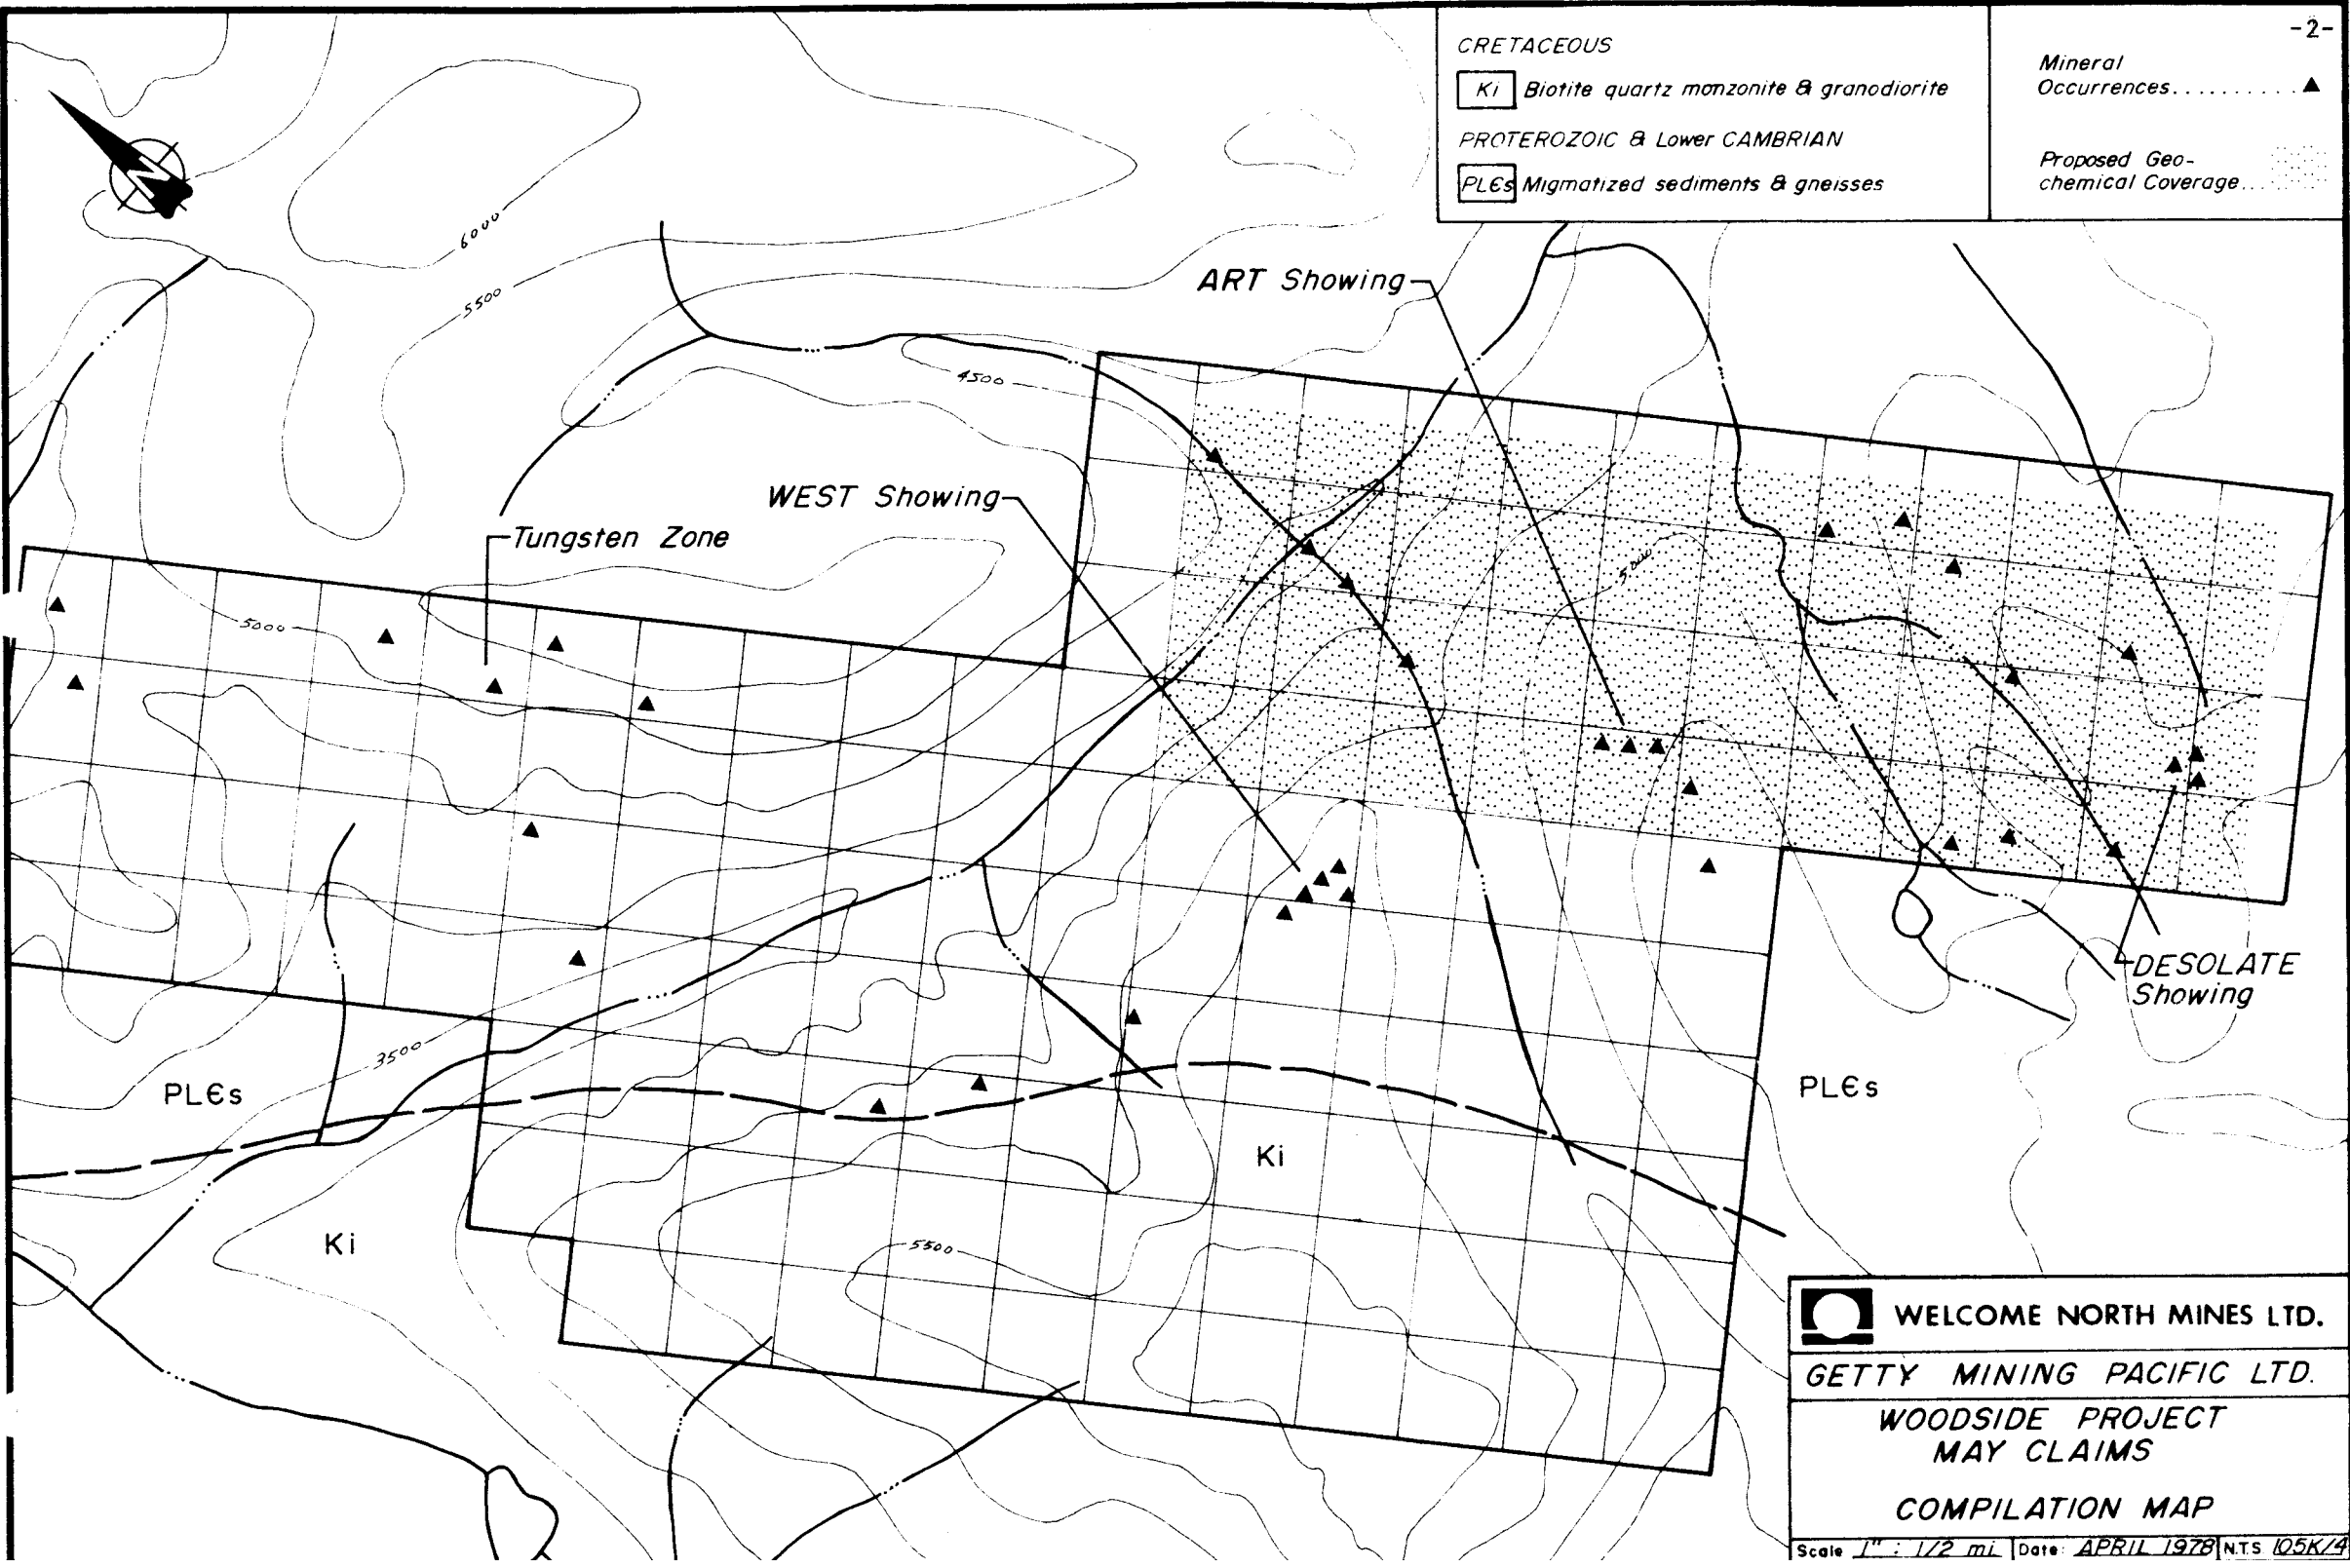 -2-
CRETACEOUS
Ki Biotite quartz monzonite & granodiorite
PROTEROZOIC & Lower CAMBRIAN
PLЄs Migmatized sediments & gneisses
Mineral
Occurrences.......... ▲
Proposed Geo-
chemical Coverage...
N
6000
5500
ART Showing
4500
WEST Showing
Tungsten Zone
5000
5000
DESOLATE
Showing
3500
PLЄs
PLЄs
Ki
Ki
5500
WELCOME NORTH MINES LTD.
GETTY MINING PACIFIC LTD.
WOODSIDE PROJECT
MAY CLAIMS
COMPILATION MAP
Scale 1" : 1/2 mi. Date: APRIL 1978 N.T.S. 105K/4